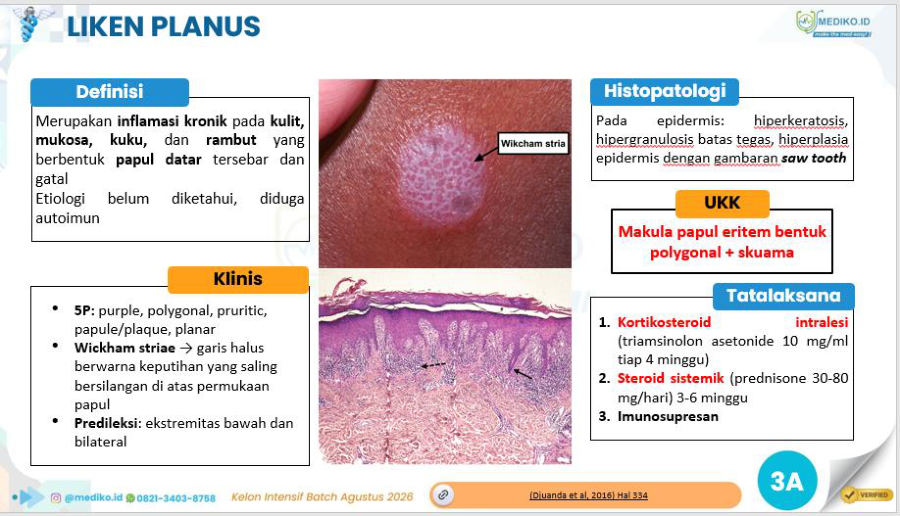 LIKEN PLANUS
MEDIKO.ID
make the med easy!
Definisi
Merupakan inflamasi kronik pada kulit,
mukosa, kuku, dan rambut yang
berbentuk papul datar tersebar dan
gatal
Etiologi belum diketahui, diduga
autoimun
Klinis
• 5P: purple, polygonal, pruritic,
papule/plaque, planar
• Wickham striae → garis halus
berwarna keputihan yang saling
bersilangan di atas permukaan
papul
• Predileksi: ekstremitas bawah dan
bilateral
Wikcham stria
Histopatologi
Pada epidermis: hiperkeratosis,
hipergranulosis batas tegas, hiperplasia
epidermis dengan gambaran saw tooth
UKK
Makula papul eritem bentuk
polygonal + skuama
Tatalaksana
1. Kortikosteroid intralesi
(triamsinolon asetonide 10 mg/ml
tiap 4 minggu)
2. Steroid sistemik (prednisone 30-80
mg/hari) 3-6 minggu
3. Imunosupresan
@mediko.id 0821-3403-8758 Kelon Intensif Batch Agustus 2026
(Djuanda et al, 2016) Hal 334
3A
VERIFIED